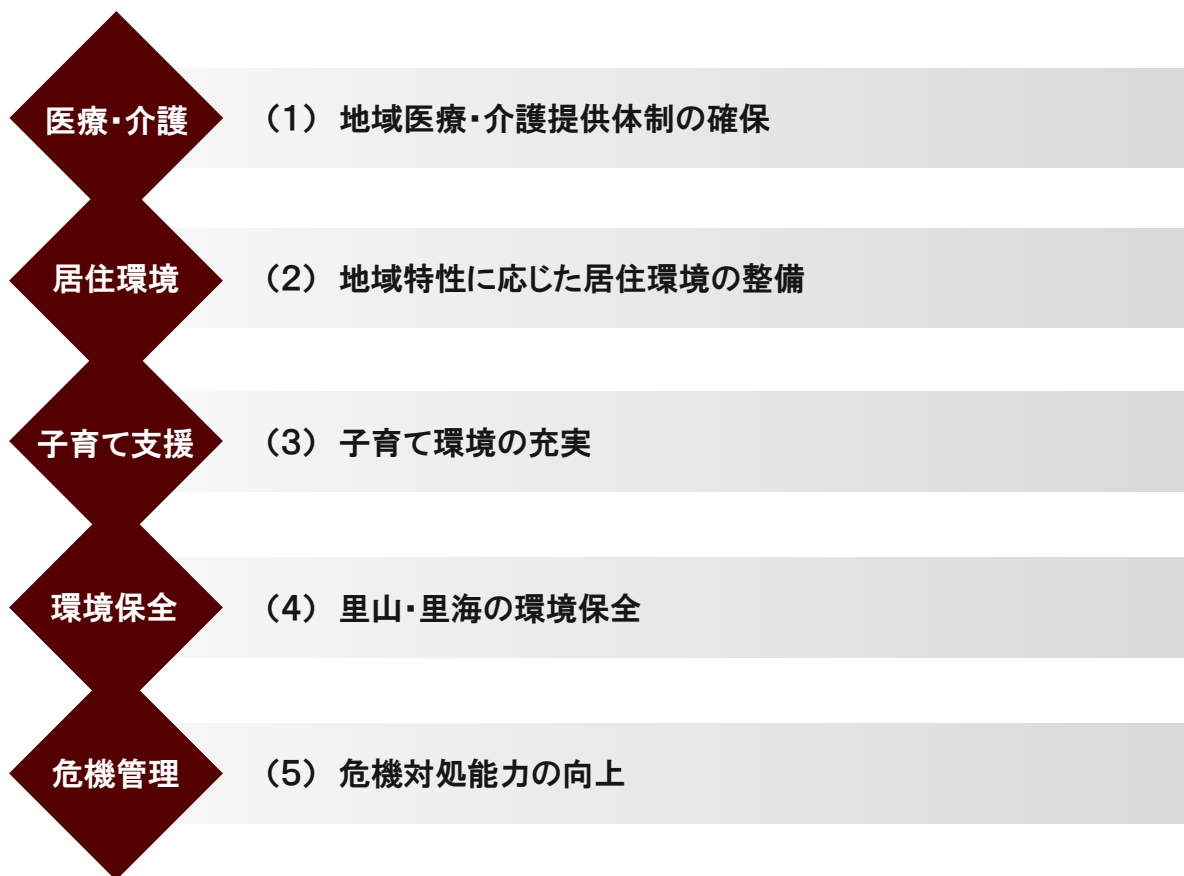 医療・介護
（1） 地域医療・介護提供体制の確保
居住環境
（2） 地域特性に応じた居住環境の整備
子育て支援
（3） 子育て環境の充実
環境保全
（4） 里山・里海の環境保全
危機管理
（5） 危機対処能力の向上